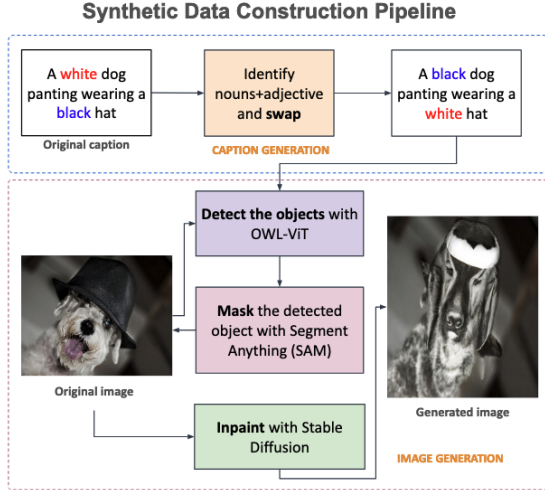 Synthetic Data Construction Pipeline
A white dog
panting wearing a
black hat
Original caption
Identify
nouns+adjective
and swap
CAPTION GENERATION
A black dog
panting wearing a
white hat
Detect the objects with
OWL-ViT
Mask the detected
object with Segment
Anything (SAM)
Original image
Inpaint with Stable
Diffusion
Generated image
IMAGE GENERATION